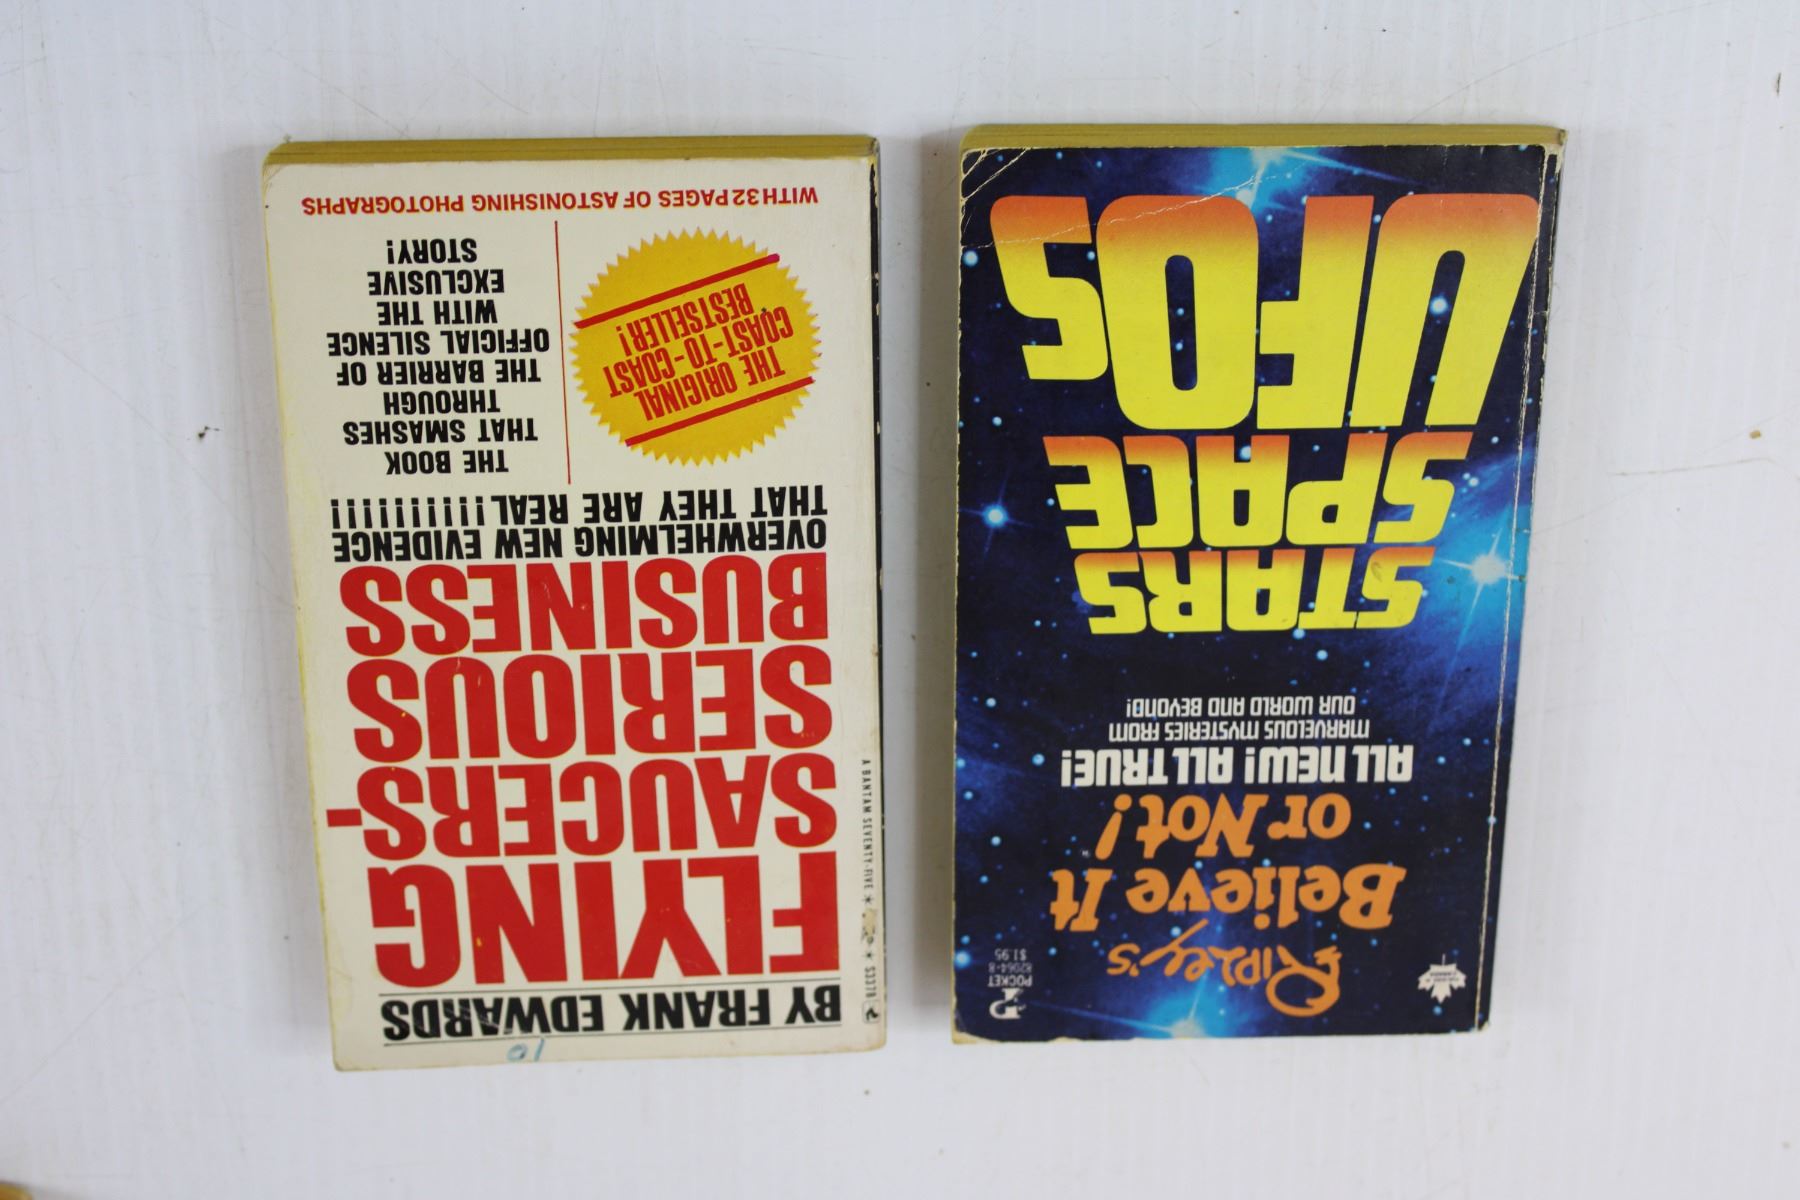 BY FRANK EDWARDS
FLYING
SAUCERS-
SERIOUS
BUSINESS
OVERWHELMING NEW EVIDENCE
THAT THEY ARE REAL!!!!!!!!!!
THE BOOK
THAT SMASHES
THROUGH
THE BARRIER OF
OFFICIAL SILENCE
WITH THE
EXCLUSIVE
STORY!
THE ORIGINAL
COAST-TO-COAST
BESTSELLER!
WITH 32 PAGES OF ASTONISHING PHOTOGRAPHS
A BANTAM SEVENTY-FIVE
S3378
10
POCKET
82064-8
$1.95
RIPLEY'S
Believe It
or Not!
ALL NEW! ALL TRUE!
MARVELOUS MYSTERIES FROM
OUR WORLD AND BEYOND!
STARS
SPACE
UFOS